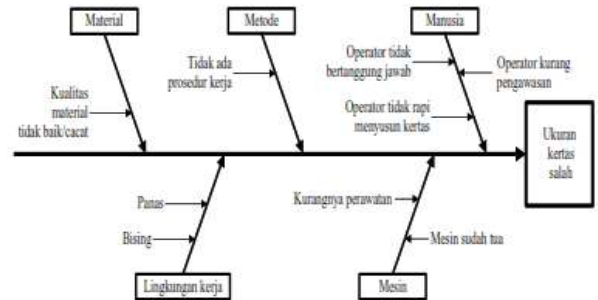 Material
Metode
Manusia
Tidak ada
prosedur kerja
Operator tidak
bertanggung jawab
Operator kurang
pengawasan
Kualitas
material
tidak baik/cacat
Operator tidak rapi
menyusun kertas
Ukuran
kertas
salah
Panas
Bising
Kurangnya perawatan
Mesin sudah tua
Lingkungan kerja
Mesin